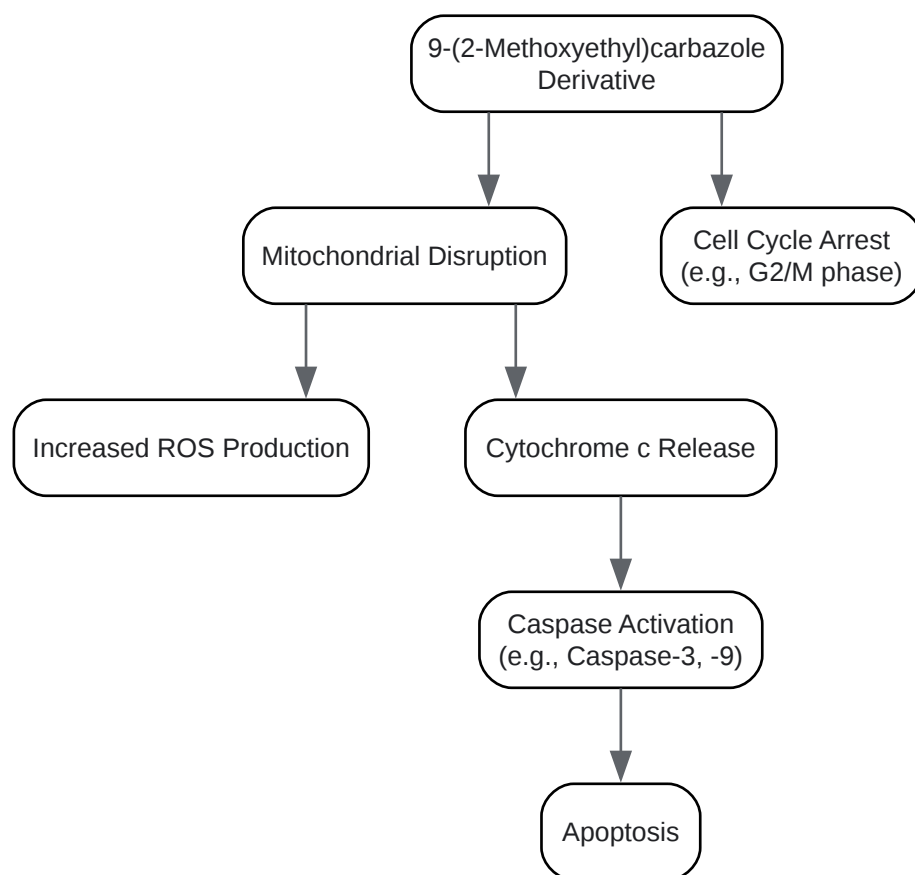 9-(2-Methoxyethyl)carbazole
Derivative
Mitochondrial Disruption
Cell Cycle Arrest
(e.g., G2/M phase)
Increased ROS Production
Cytochrome c Release
Caspase Activation
(e.g., Caspase-3, -9)
Apoptosis